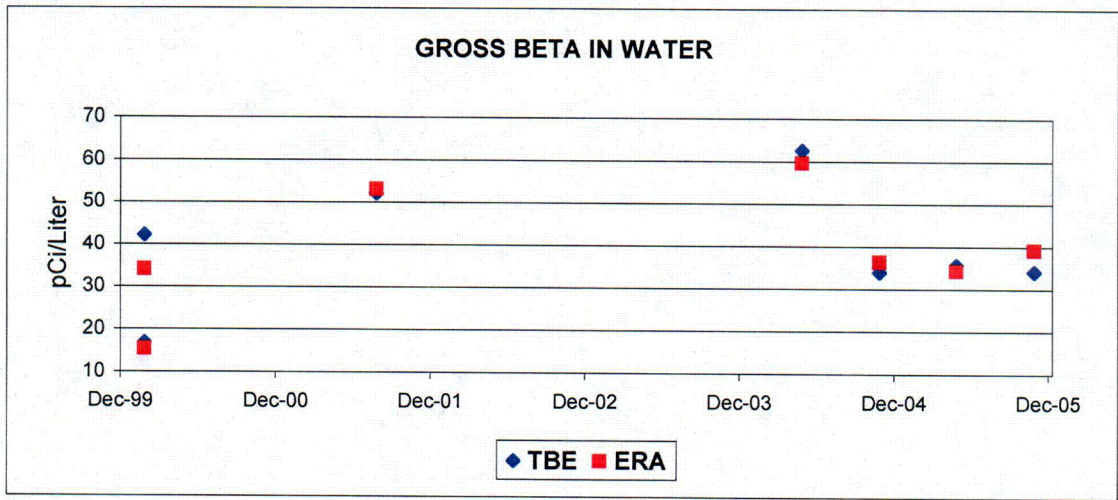 GROSS BETA IN WATER
pCi/Liter
70
60
50
40
30
20
10
Dec-99 Dec-00 Dec-01 Dec-02 Dec-03 Dec-04 Dec-05
TBE ERA